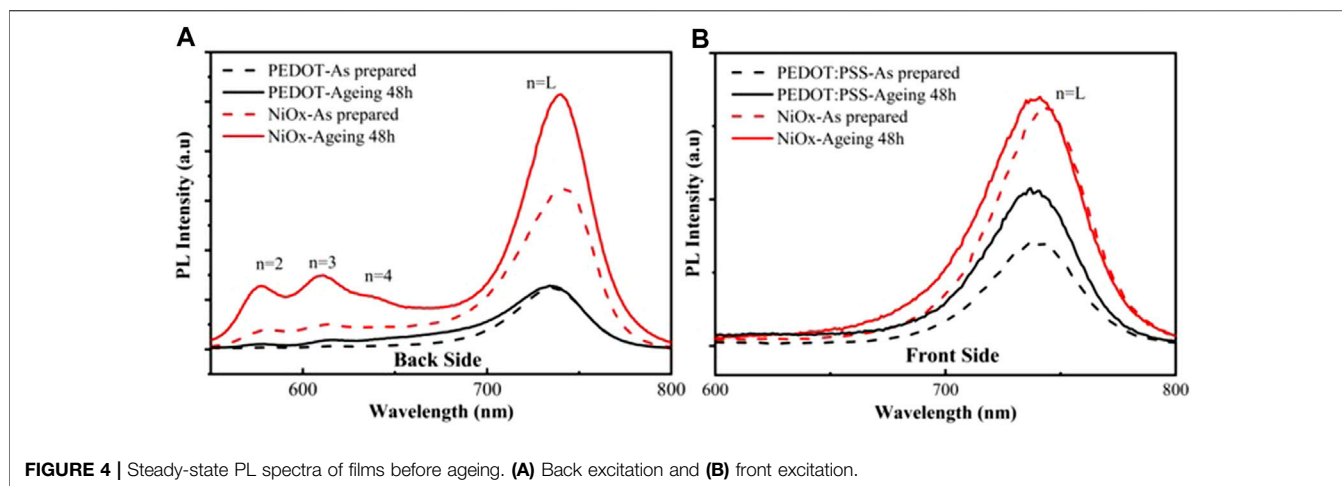 A
PEDOT-As prepared
PEDOT-Ageing 48h
NiOx-As prepared
NiOx-Ageing 48h
n=L
n=2
n=3
n=4
Back Side
PL Intensity (a.u)
600
700
800
Wavelength (nm)
B
PEDOT:PSS-As prepared
PEDOT:PSS-Ageing 48h
NiOx-As prepared
NiOx-Ageing 48h
n=L
Front Side
PL Intensity (a.u)
600
700
800
Wavelength (nm)
FIGURE 4 | Steady-state PL spectra of films before ageing. (A) Back excitation and (B) front excitation.